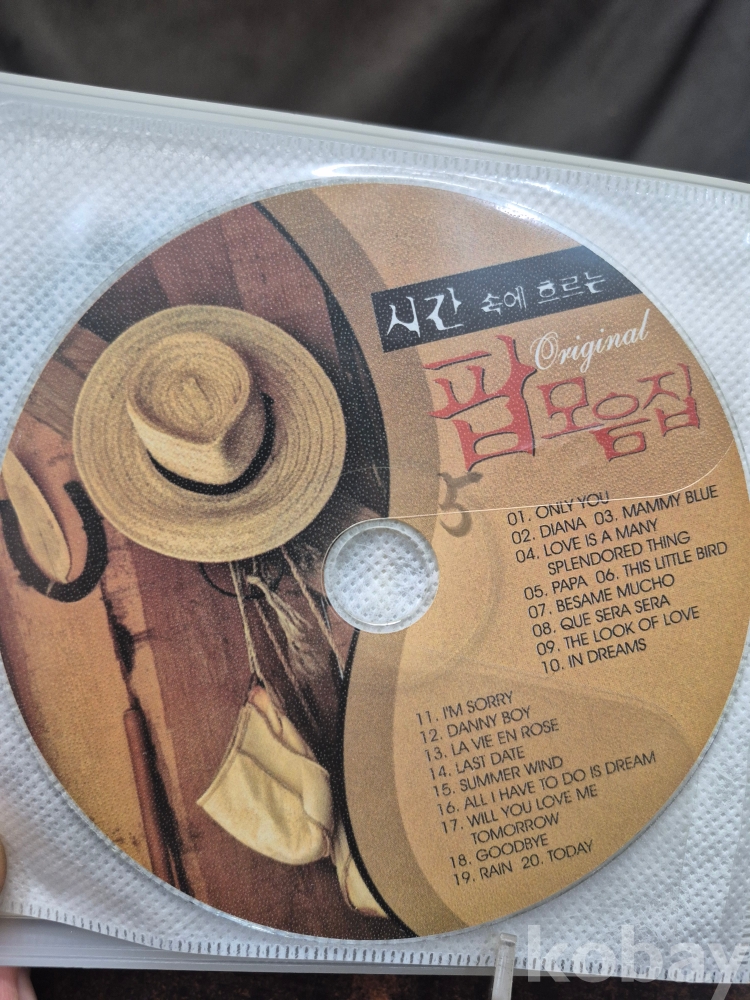 시간 속에 흐르는
Original
팝모음집
5
01. ONLY YOU
02. DIANA 03. MAMMY BLUE
04. LOVE IS A MANY
SPLENDORED THING
05. PAPA 06. THIS LITTLE BIRD
07. BESAME MUCHO
08. QUE SERA SERA
09. THE LOOK OF LOVE
10. IN DREAMS
11. I'M SORRY
12. DANNY BOY
13. LA VIE EN ROSE
14. LAST DATE
15. SUMMER WIND
16. ALL I HAVE TO DO IS DREAM
17. WILL YOU LOVE ME
TOMORROW
18. GOODBYE
19. RAIN 20. TODAY
kobay